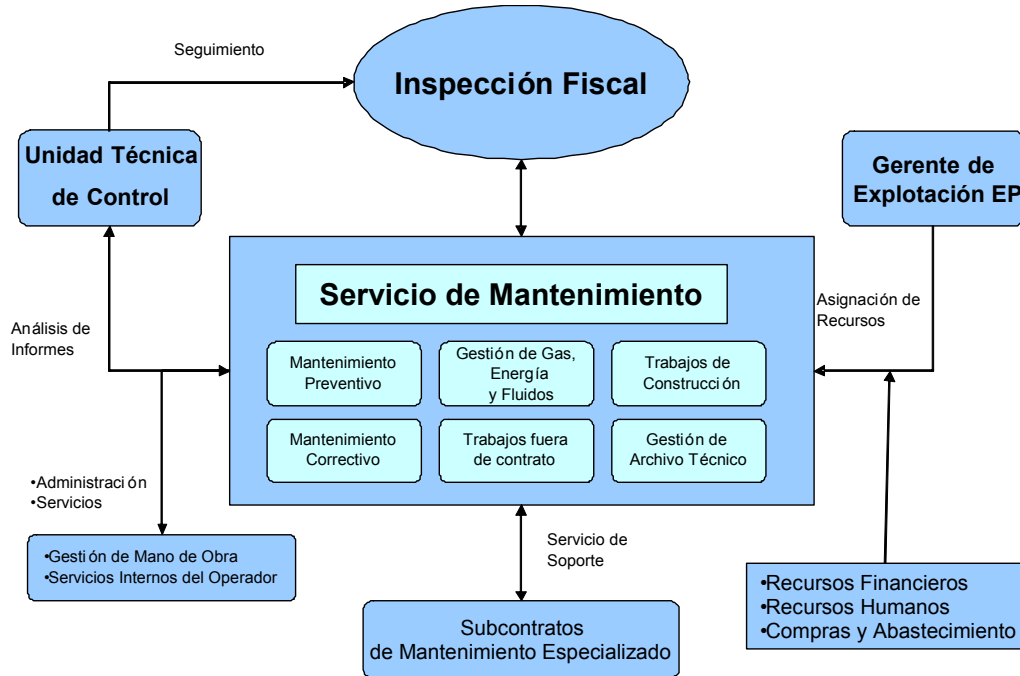 Seguimiento
Inspección Fiscal
Unidad Técnica
de Control
Gerente de
Explotación EP
Servicio de Mantenimiento
Asignación de
Recursos
Análisis de
Informes
Mantenimiento
Preventivo
Gestión de Gas,
Energía
y Fluidos
Trabajos de
Construcción
Mantenimiento
Correctivo
Trabajos fuera
de contrato
Gestión de
Archivo Técnico
•Administración
•Servicios
•Gestión de Mano de Obra
•Servicios Internos del Operador
Servicio de
Soporte
Subcontratos
de Mantenimiento Especializado
•Recursos Financieros
•Recursos Humanos
•Compras y Abastecimiento